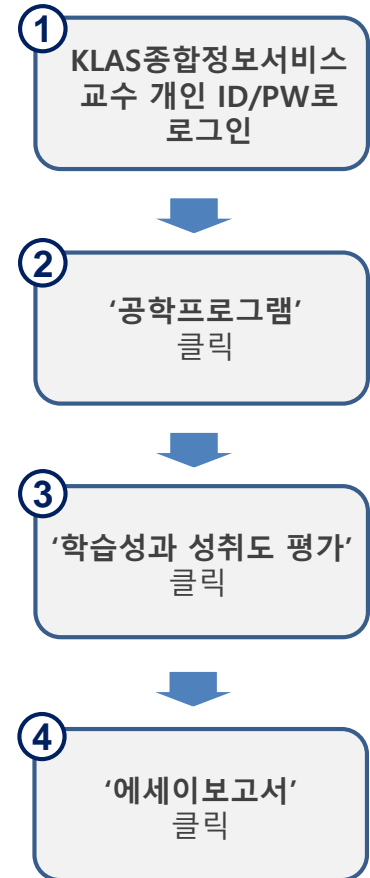 1
KLAS종합정보서비스
교수 개인 ID/PW로
로그인
2
‘공학프로그램’
클릭
3
‘학습성과 성취도 평가’
클릭
4
‘에세이보고서’
클릭